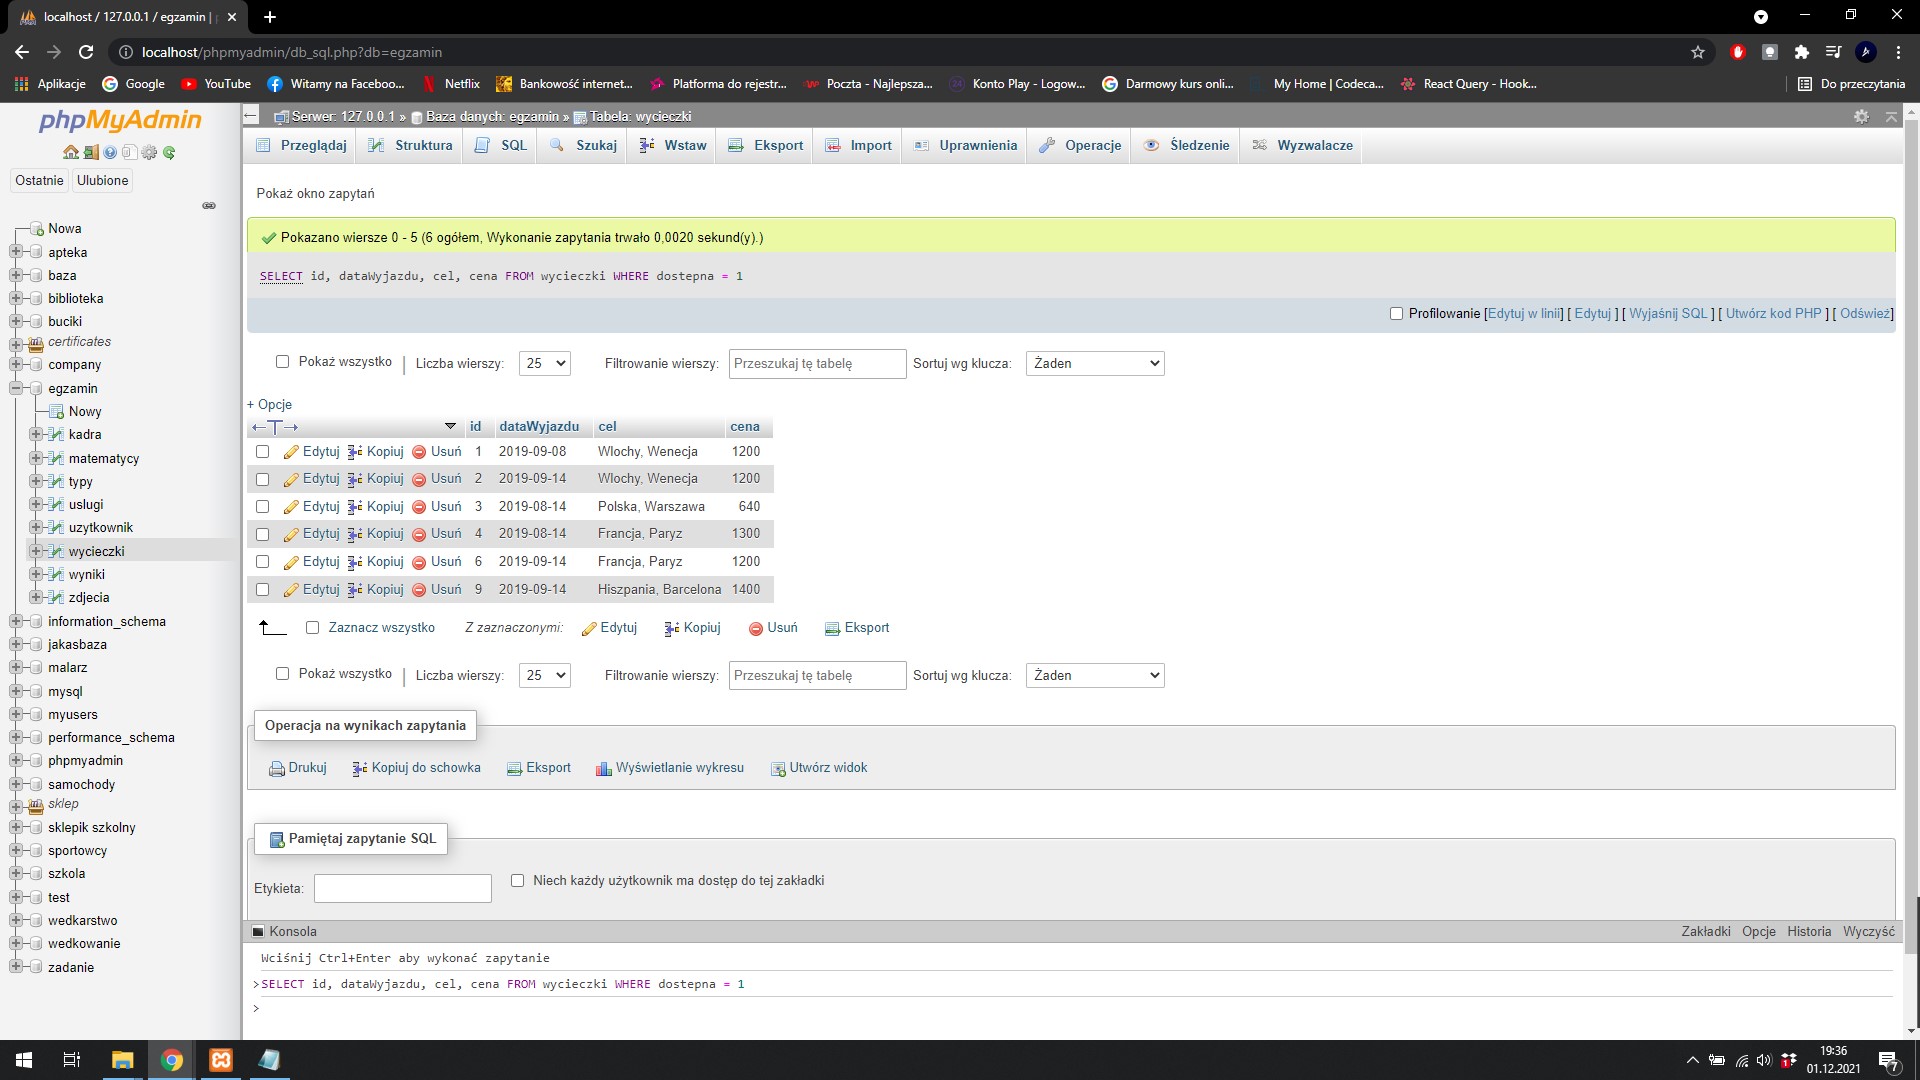 localhost / 127.0.0.1 / egzamin |
localhost/phpmyadmin/db_sql.php?db=egzamin
Aplikacje Google YouTube Witamy na Faceboo... Netflix Bankowość internet... Platforma do rejestr... Poczta - Najlepsza... Konto Play - Logow... Darmowy kurs onli... My Home | Codeca... React Query - Hook... Do przeczytania
phpMyAdmin
Ostatnie Ulubione
Nowa
apteka
baza
biblioteka
buciki
certificates
company
egzamin
Nowy
kadra
matematycy
typy
uslugi
uzytkownik
wycieczki
wyniki
zdjecia
information_schema
jakasbaza
malarz
mysql
myusers
performance_schema
phpmyadmin
samochody
sklep
sklepik szkolny
sportowcy
szkola
test
wedkarstwo
wedkowanie
zadanie
Serwer: 127.0.0.1 » Baza danych: egzamin » Tabela: wycieczki
Przeglądaj Struktura SQL Szukaj Wstaw Eksport Import Uprawnienia Operacje Śledzenie Wyzwalacze
Pokaż okno zapytań
Pokazano wiersze 0 - 5 (6 ogółem, Wykonanie zapytania trwało 0,0020 sekund(y).)
SELECT id, dataWyjazdu, cel, cena FROM wycieczki WHERE dostepna = 1
Profilowanie [Edytuj w linii] [ Edytuj ] [ Wyjaśnij SQL ] [ Utwórz kod PHP ] [ Odśwież]
Pokaż wszystko | Liczba wierszy: 25 Filtrowanie wierszy: Przeszukaj tę tabelę Sortuj wg klucza: Żaden
+ Opcje
←T→ id dataWyjazdu cel cena
Edytuj Kopiuj Usuń 1 2019-09-08 Wlochy, Wenecja 1200
Edytuj Kopiuj Usuń 2 2019-09-14 Wlochy, Wenecja 1200
Edytuj Kopiuj Usuń 3 2019-08-14 Polska, Warszawa 640
Edytuj Kopiuj Usuń 4 2019-08-14 Francja, Paryz 1300
Edytuj Kopiuj Usuń 6 2019-09-14 Francja, Paryz 1200
Edytuj Kopiuj Usuń 9 2019-09-14 Hiszpania, Barcelona 1400
Zaznacz wszystko Z zaznaczonymi: Edytuj Kopiuj Usuń Eksport
Pokaż wszystko | Liczba wierszy: 25 Filtrowanie wierszy: Przeszukaj tę tabelę Sortuj wg klucza: Żaden
Operacja na wynikach zapytania
Drukuj Kopiuj do schowka Eksport Wyświetlanie wykresu Utwórz widok
Pamiętaj zapytanie SQL
Etykieta: Niech każdy użytkownik ma dostęp do tej zakładki
Konsola Zakładki Opcje Historia Wyczyść
Wciśnij Ctrl+Enter aby wykonać zapytanie
>SELECT id, dataWyjazdu, cel, cena FROM wycieczki WHERE dostepna = 1
>
19:36
01.12.2021
7